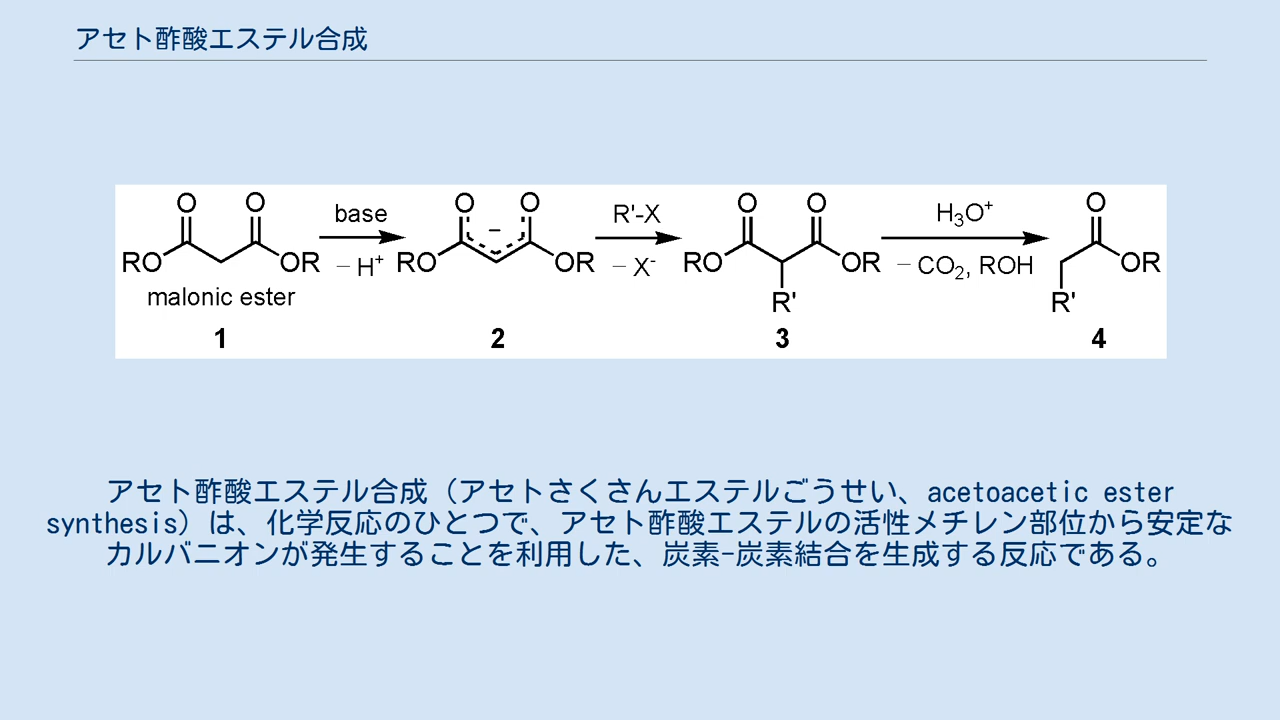 アセト酢酸エステル合成
O O base O O R'-X O O H3O+ O
RO OR − H+ RO − OR − X- RO OR − CO2, ROH OR
malonic ester R' R'
1 2 3 4
アセト酢酸エステル合成（アセトさくさんエステルごうせい、acetoacetic ester
synthesis）は、化学反応のひとつで、アセト酢酸エステルの活性メチレン部位から安定な
カルバニオンが発生することを利用した、炭素-炭素結合を生成する反応である。